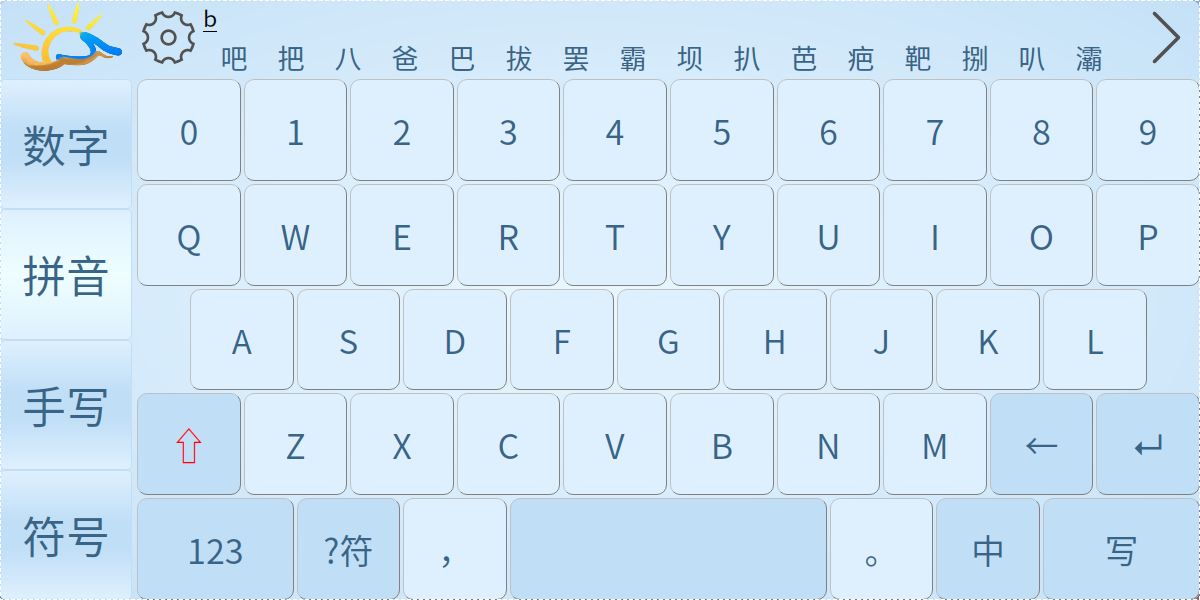 b
吧 把 八 爸 巴 拔 罢 霸 坝 扒 芭 疤 靶 捌 叭 灞
数字
拼音
手写
符号
0 1 2 3 4 5 6 7 8 9
Q W E R T Y U I O P
A S D F G H J K L
Z X C V B N M ← ↵
123 ?符 , 。 中 写